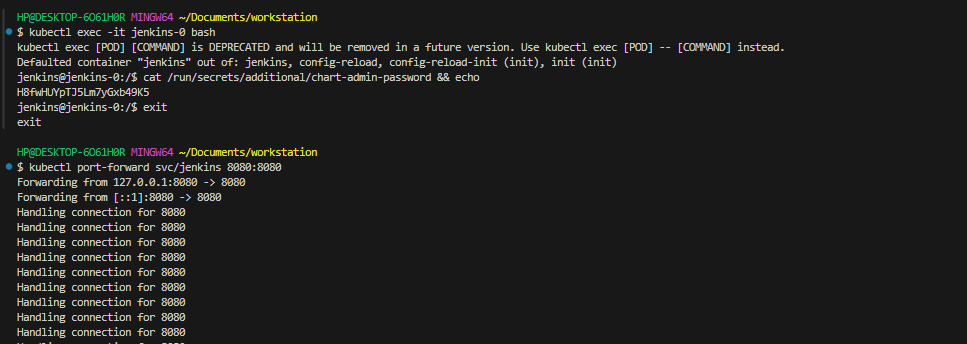 HP@DESKTOP-6O61H0R MINGW64 ~/Documents/workstation
$ kubectl exec -it jenkins-0 bash
kubectl exec [POD] [COMMAND] is DEPRECATED and will be removed in a future version. Use kubectl exec [POD] -- [COMMAND] instead.
Defaulted container "jenkins" out of: jenkins, config-reload, config-reload-init (init), init (init)
jenkins@jenkins-0:/$ cat /run/secrets/additional/chart-admin-password && echo
H8fwHUYpTJ5Lm7yGxb49K5
jenkins@jenkins-0:/$ exit
exit
HP@DESKTOP-6O61H0R MINGW64 ~/Documents/workstation
$ kubectl port-forward svc/jenkins 8080:8080
Forwarding from 127.0.0.1:8080 -> 8080
Forwarding from [::1]:8080 -> 8080
Handling connection for 8080
Handling connection for 8080
Handling connection for 8080
Handling connection for 8080
Handling connection for 8080
Handling connection for 8080
Handling connection for 8080
Handling connection for 8080
Handling connection for 8080